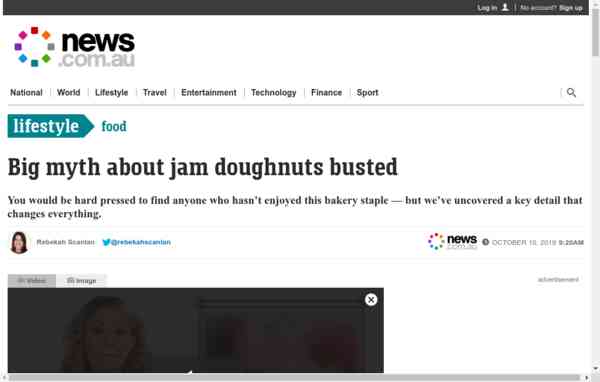 Log in No account? Sign up
news
.com.au
National World Lifestyle Travel Entertainment Technology Finance Sport
lifestyle food
Big myth about jam doughnuts busted
You would be hard pressed to find anyone who hasn't enjoyed this bakery staple — but we've uncovered a key detail that
changes everything.
Rebekah Scanlan @rebekahscanlan news .com.au OCTOBER 10, 2019 9:20AM
Video Image advertisement